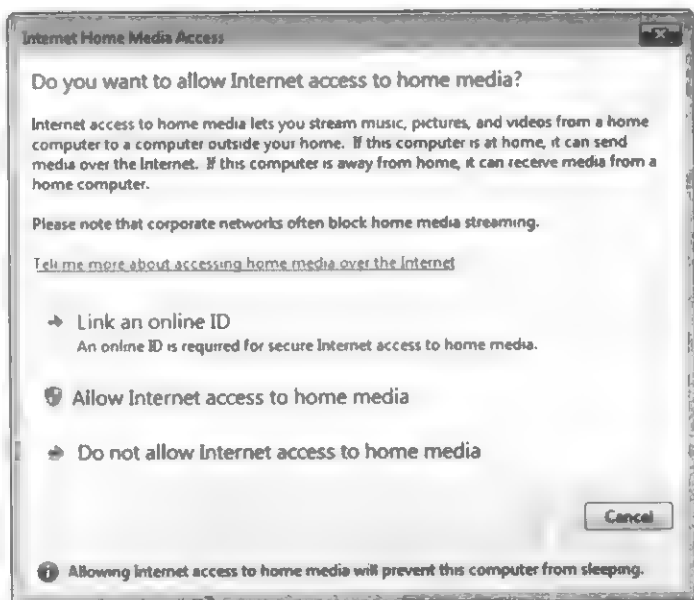 Internet Home Media Access
Do you want to allow Internet access to home media?
Internet access to home media lets you stream music, pictures, and videos from a home
computer to a computer outside your home. If this computer is at home, it can send
media over the Internet. If this computer is away from home, it can receive media from a
home computer.
Please note that corporate networks often block home media streaming.
Tell me more about accessing home media over the Internet
Link an online ID
An online ID is required for secure Internet access to home media.
Allow Internet access to home media
Do not allow Internet access to home media
Cancel
Allowing Internet access to home media will prevent this computer from sleeping.